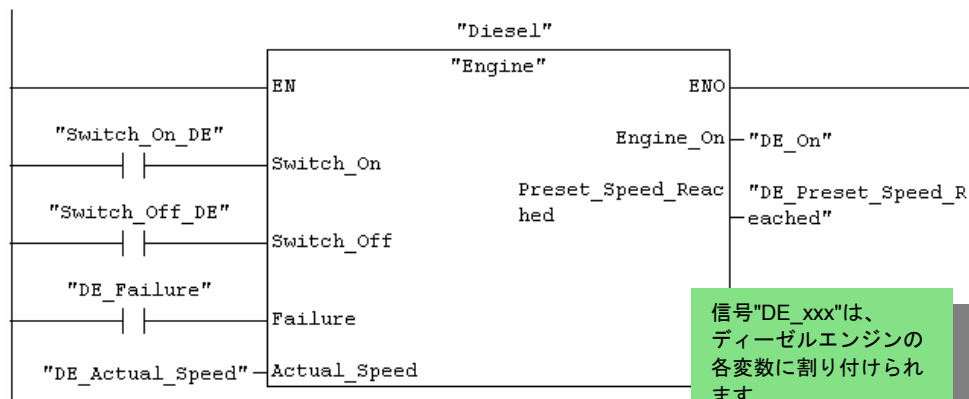 "Diesel"
"Engine"
EN
ENO
"Switch_On_DE"
Switch_On
Engine_On
"DE_On"
"Switch_Off_DE"
Switch_Off
Preset_Speed_Reac
hed
"DE_Preset_Speed_R
eached"
"DE_Failure"
Failure
"DE_Actual_Speed"
Actual_Speed
信号"DE_xxx"は、
ディーゼルエンジンの
各変数に割り付けられ
ます